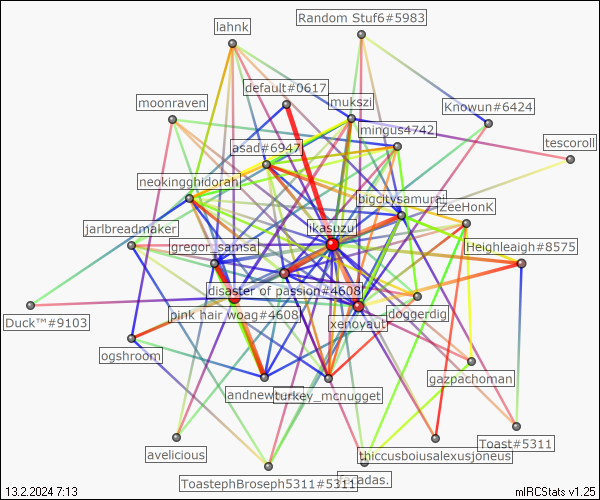 lahnk
Random Stuf6#5983
default#0617
moonraven
mukszi
Knowun#6424
mingus4742
tescoroll
asad#6947
neokingghidorah
bigcitysamurai
ZeeHonK
jarlbreadmaker
ikasuzu
gregor_samsa
Heighleaigh#8575
disaster of passion#4608
pink hair woag#4608
doggerdig
Duck™#9103
xenoyaut
ogshroom
gazpachoman
andnew
turkey_mcnugget
avelicious
Toast#5311
thiccusboiusalexusjoneus
ToastephBroseph5311#5311
13.2.2024 7:13
mIRCStats v1.25